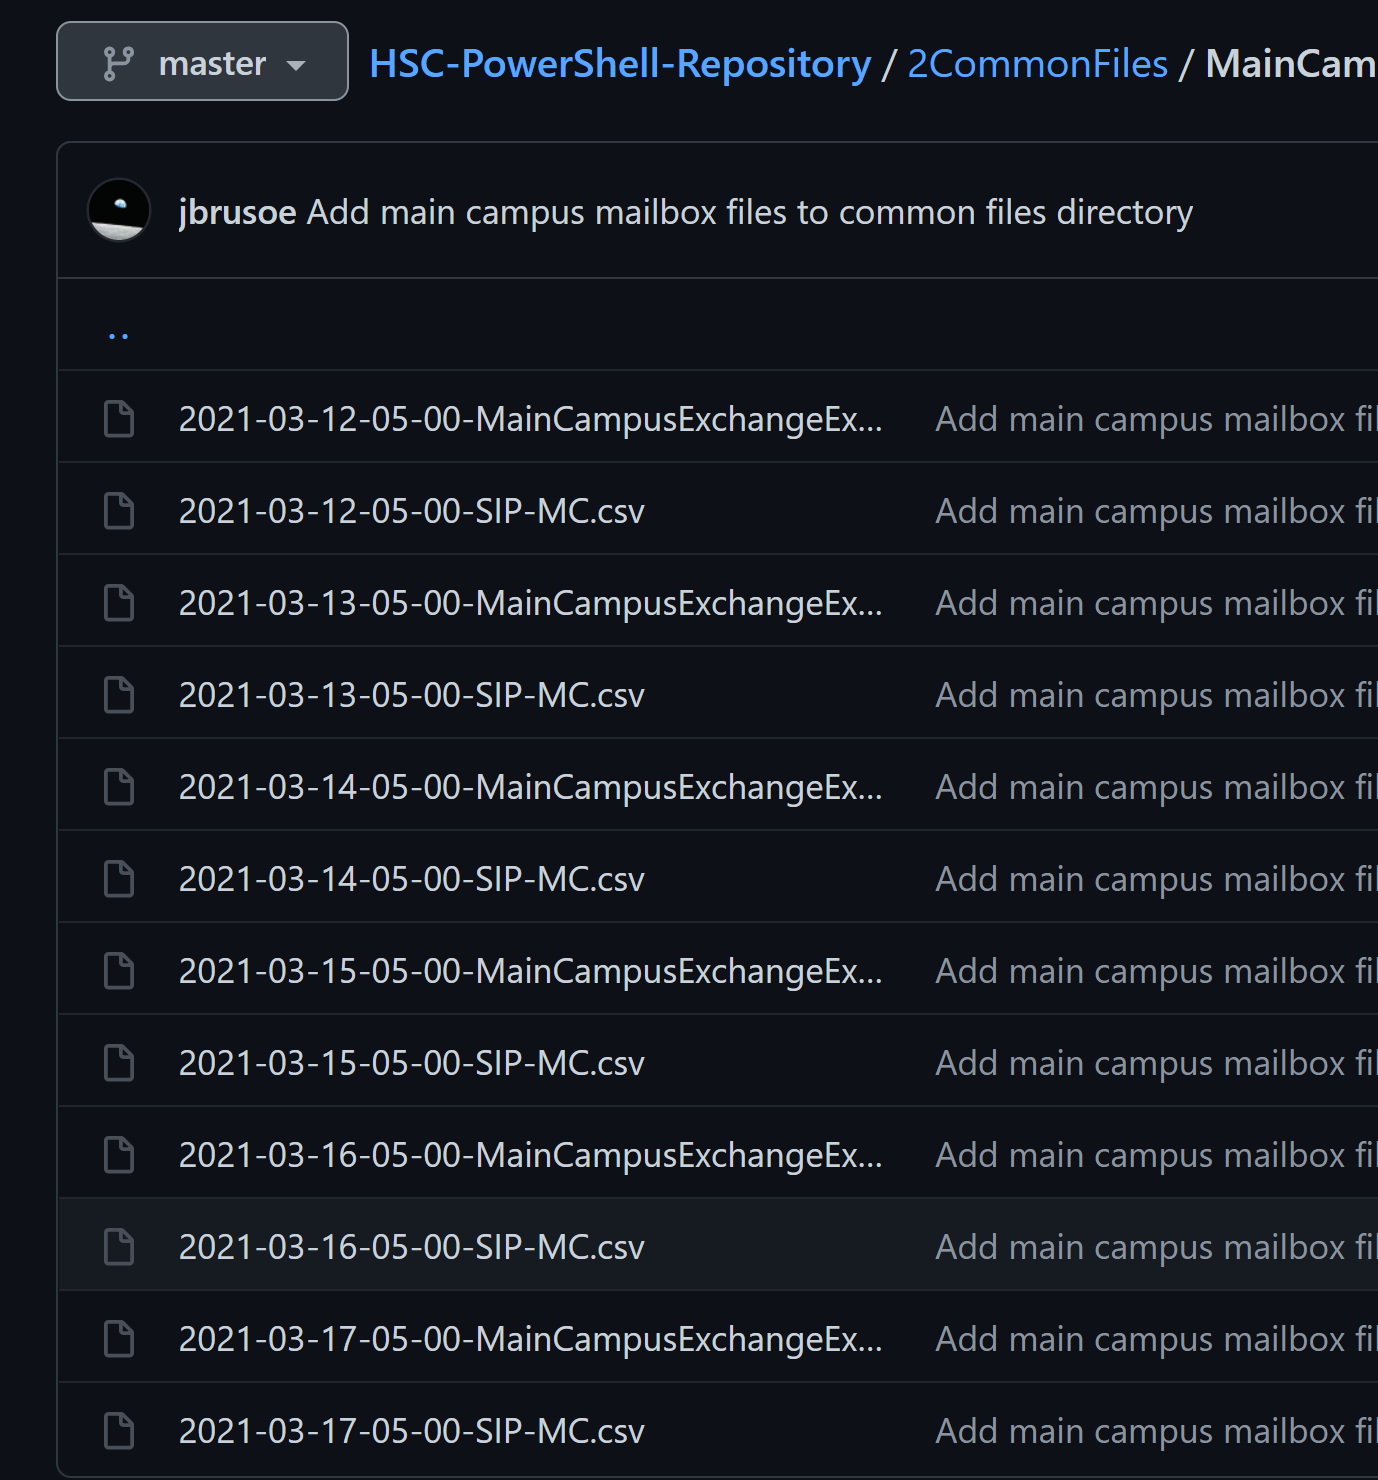 master HSC-PowerShell-Repository / 2CommonFiles / MainCam
jbrusoe Add main campus mailbox files to common files directory
..
2021-03-12-05-00-MainCampusExchangeEx... Add main campus mailbox fil
2021-03-12-05-00-SIP-MC.csv Add main campus mailbox fil
2021-03-13-05-00-MainCampusExchangeEx... Add main campus mailbox fil
2021-03-13-05-00-SIP-MC.csv Add main campus mailbox fil
2021-03-14-05-00-MainCampusExchangeEx... Add main campus mailbox fil
2021-03-14-05-00-SIP-MC.csv Add main campus mailbox fil
2021-03-15-05-00-MainCampusExchangeEx... Add main campus mailbox fil
2021-03-15-05-00-SIP-MC.csv Add main campus mailbox fil
2021-03-16-05-00-MainCampusExchangeEx... Add main campus mailbox fil
2021-03-16-05-00-SIP-MC.csv Add main campus mailbox fil
2021-03-17-05-00-MainCampusExchangeEx... Add main campus mailbox fil
2021-03-17-05-00-SIP-MC.csv Add main campus mailbox fil